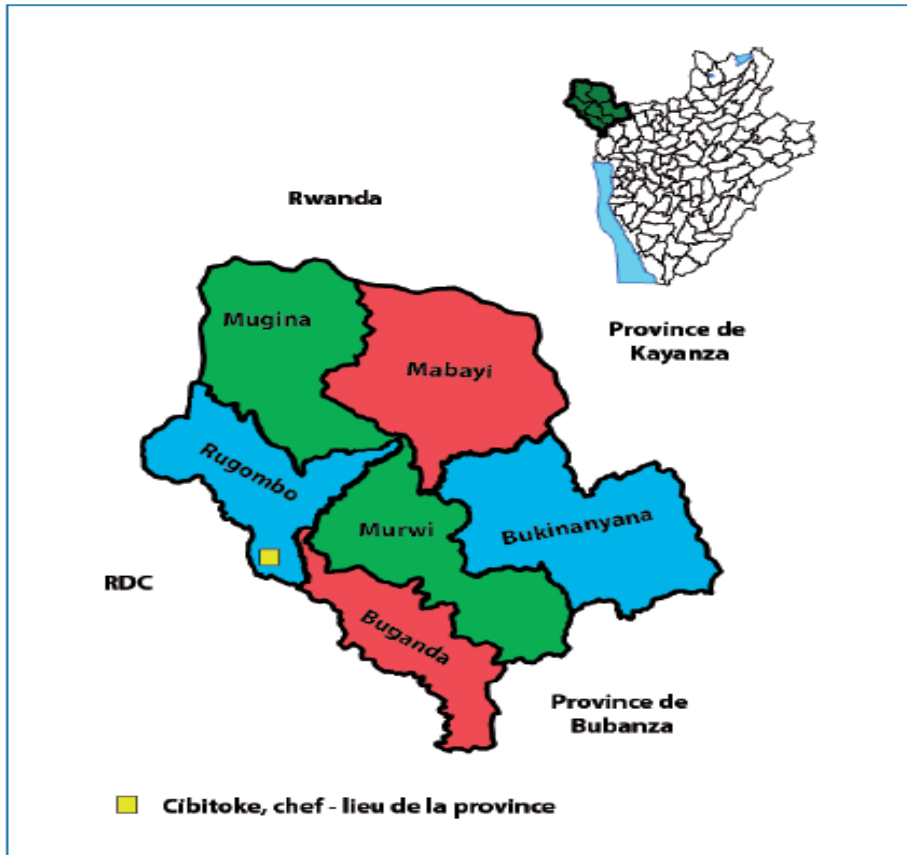 Rwanda
Province de
Kayanza
Mugina
Mabayi
Rugombo
Murwi
Bukinanyana
RDC
Buganda
Province de
Bubanza
Cibitoke, chef - lieu de la province